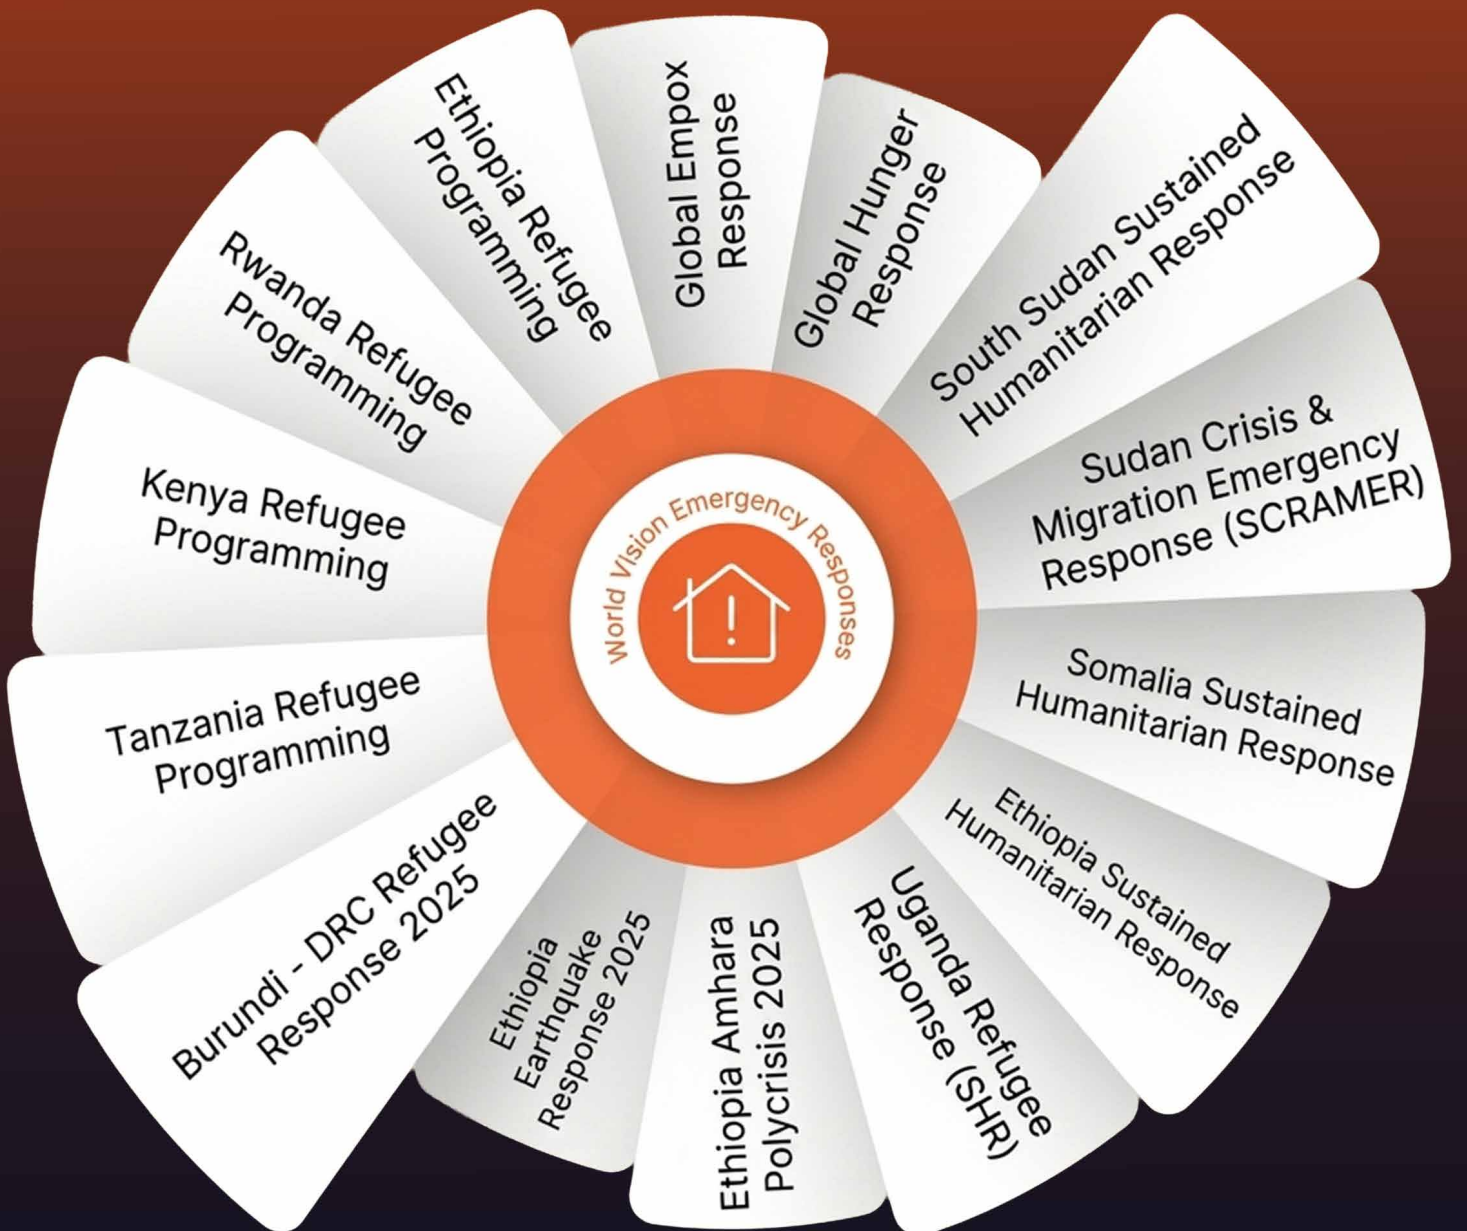 World Vision Emergency Responses
Global Empox
Response
Global Hunger
Response
South Sudan Sustained
Humanitarian Response
Sudan Crisis &
Migration Emergency
Response (SCRAMER)
Somalia Sustained
Humanitarian Response
Ethiopia Sustained
Humanitarian Response
Uganda Refugee
Response (SHR)
Ethiopia Amhara
Polycrisis 2025
Ethiopia
Earthquake
Response 2025
Burundi - DRC Refugee
Response 2025
Tanzania Refugee
Programming
Kenya Refugee
Programming
Rwanda Refugee
Programming
Ethiopia Refugee
Programming